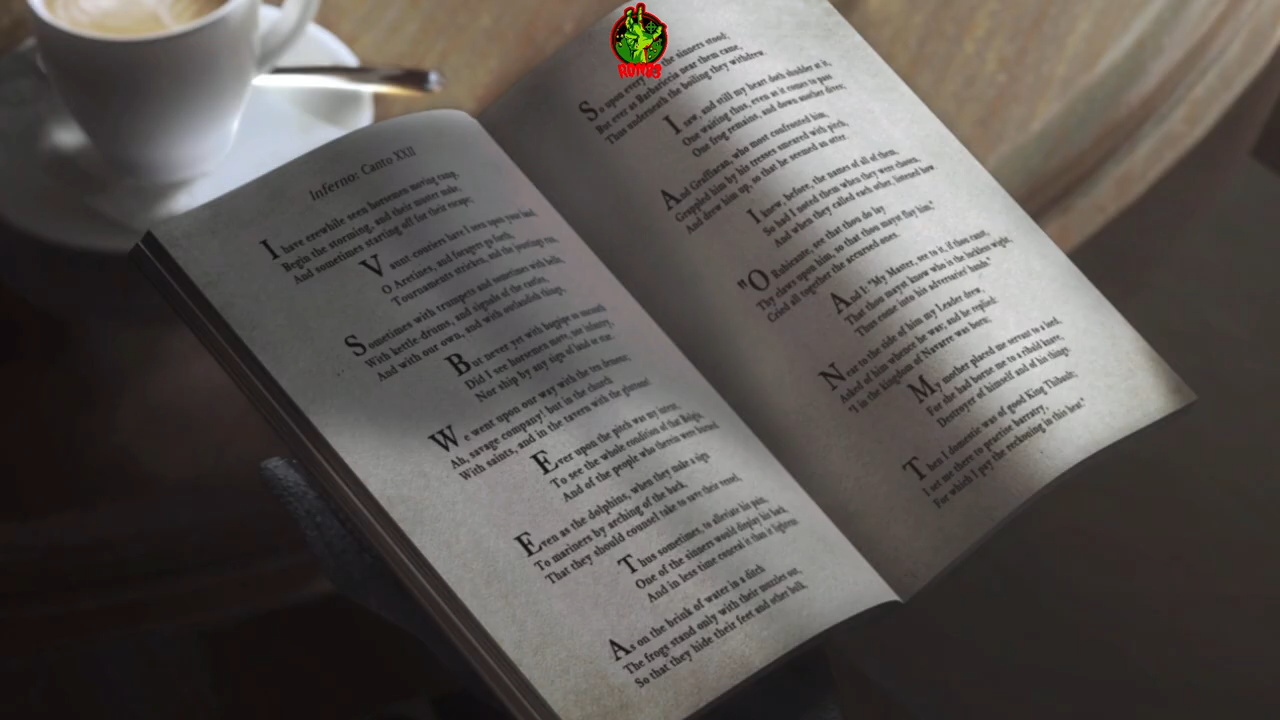 Inferno: Canto XXII
I have erewhile seen horsemen moving camp,
Begin the storming, and their muster make,
And sometimes starting off for their escape;
Vaunt-couriers have I seen upon your land,
O Aretines, and foragers go forth,
Tournaments stricken, and the joustings run,
Sometimes with trumpets and sometimes with bells,
With kettle-drums, and signals of the castles,
And with our own, and with outlandish things,
But never yet with bagpipe so uncouth
Did I see horsemen move, nor infantry,
Nor ship by any sign of land or star.
We went upon our way with the ten demons;
Ah, savage company! but in the church
With saints, and in the tavern with the gluttons!
Ever upon the pitch was my intent,
To see the whole condition of that Bolgia,
And of the people who therein were burned.
Even as the dolphins, when they make a sign
To mariners by arching of the back,
That they should counsel take to save their vessel,
Thus sometimes, to alleviate his pain,
One of the sinners would display his back,
And in less time conceal it than it lightens.
As on the brink of water in a ditch
The frogs stand only with their muzzles out,
So that they hide their feet and other bulk,
So upon every the sinners stood;
But ever as Barbariccia near them came,
Thus underneath the boiling they withdrew.
I saw, and still my heart doth shudder at it,
One waiting thus, even as it comes to pass
One frog remains, and down another dives;
And Graffiacan, who most confronted him,
Grappled him by his tresses smeared with pitch,
And drew him up, so that he seemed an otter.
I knew, before, the names of all of them,
So had I noted them when they were chosen,
And when they called each other, listened how
"O Rubicante, see that thou do lay
Thy claws upon him, so that thou mayst flay him,"
Cried all together the accursed ones.
And I: "My Master, see to it, if thou canst,
That thou mayst know who is the luckless wight,
Thus come into his adversaries' hands."
Near to the side of him my Leader drew,
Asked of him whence he was; and he replied:
"I in the kingdom of Navarre was born;
My mother placed me servant to a lord,
For she had borne me to a ribald knave,
Destroyer of himself and of his things.
Then I domestic was of good King Thibault;
I set me there to practise barratry,
For which I pay the reckoning in this heat."